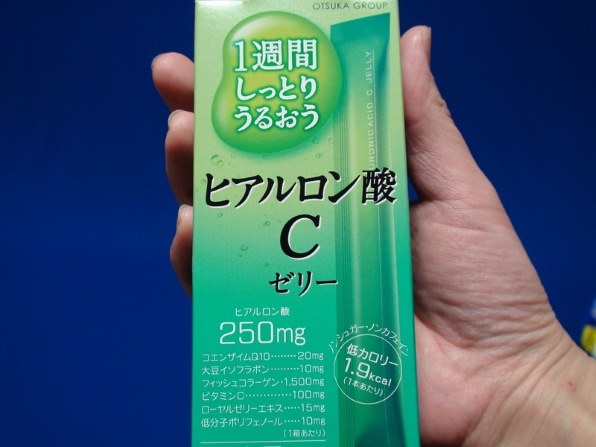 OTSUKA GROUP
1週間
しっとり
うるおう
ヒアルロン酸
C
ゼリー
ヒアルロン酸
250mg
コエンザイムQ10………20mg
大豆イソフラボン………10mg
フィッシュコラーゲン・1,500mg
ビタミンC……………100mg
ローヤルゼリーエキス…15mg
低分子ポリフェノール…10mg
(1箱あたり)
ノンシュガー・ノンカフェイン
低カロリー
1.9kcal
(1本あたり)
URONIC ACID C JELLY